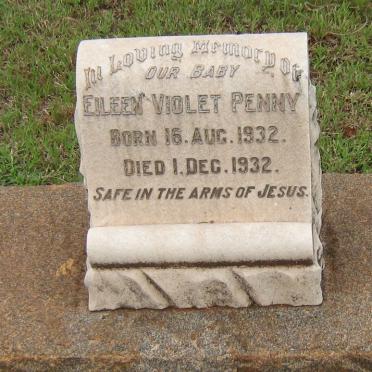 In Loving Memory of
OUR BABY
EILEEN VIOLET PENNY
BORN 16. AUG. 1932.
DIED 1. DEC. 1932.
SAFE IN THE ARMS OF JESUS.